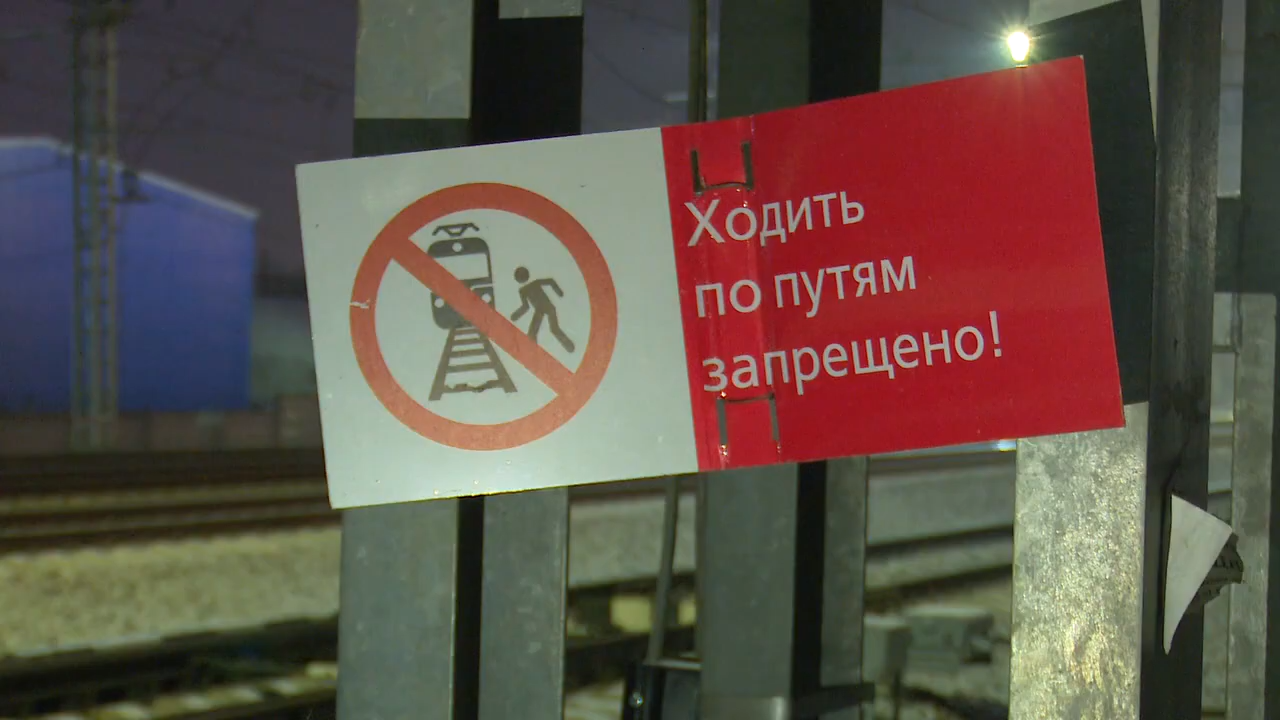 Ходить
по путям
запрещено!